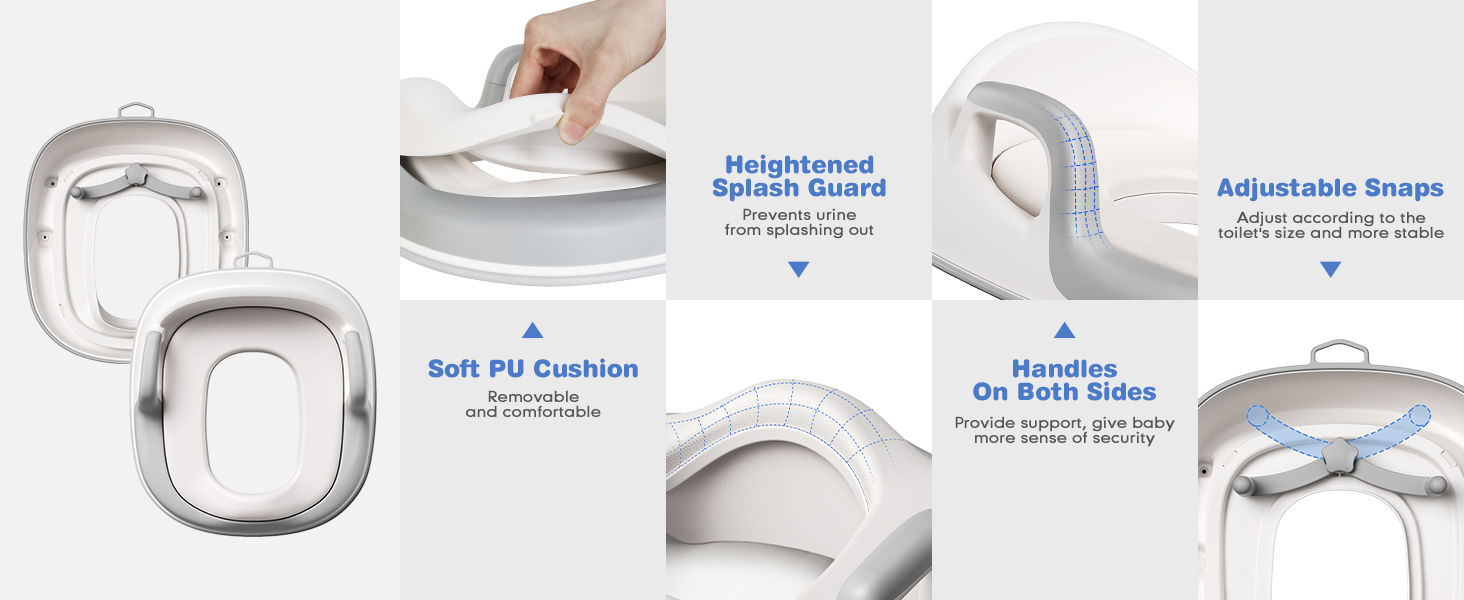 Heightened
Splash Guard
Prevents urine
from splashing out
Adjustable Snaps
Adjust according to the
toilet's size and more stable
Soft PU Cushion
Removable
and comfortable
Handles
On Both Sides
Provide support, give baby
more sense of security